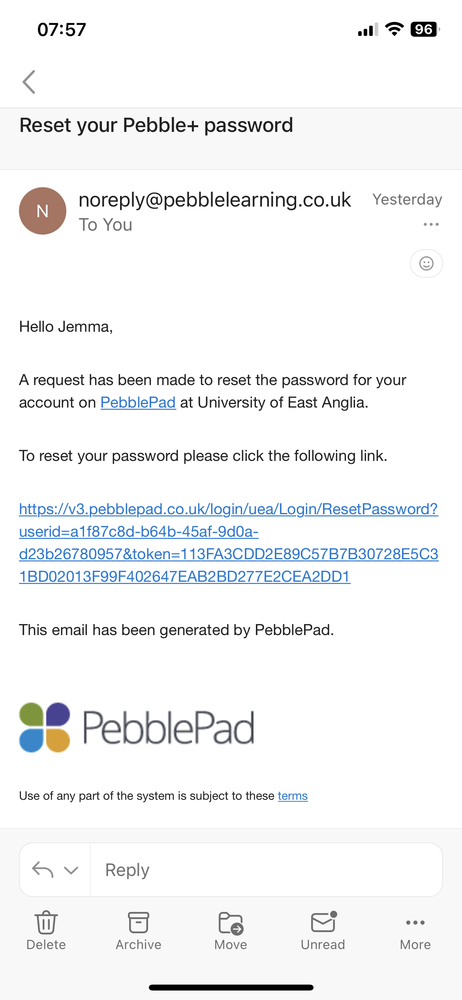 07:57
96
Reset your Pebble+ password
N
noreply@pebblelearning.co.uk
Yesterday
To You
Hello Jemma,
A request has been made to reset the password for your
account on PebblePad at University of East Anglia.
To reset your password please click the following link.
https://v3.pebblepad.co.uk/login/uea/Login/ResetPassword?
userid=a1f87c8d-b64b-45af-9d0a-
d23b26780957&token=113FA3CDD2E89C57B7B30728E5C3
1BD02013F99F402647EAB2BD277E2CEA2DD1
This email has been generated by PebblePad.
PebblePad
Use of any part of the system is subject to these terms
Reply
Delete
Archive
Move
Unread
More